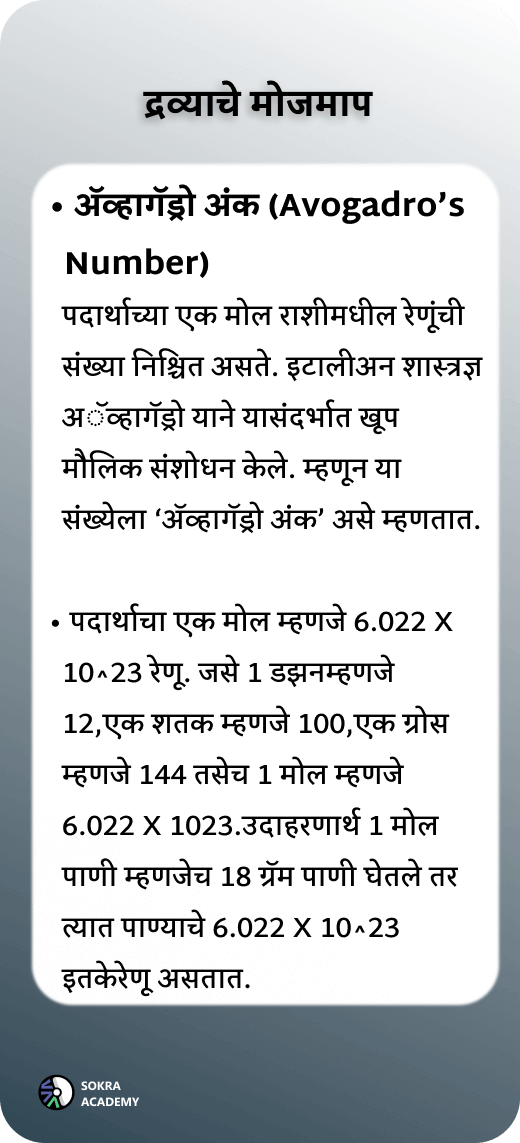 द्रव्याचे मोजमाप
• ॲव्हागॅड्रो अंक (Avogadro’s
Number)
पदार्थाच्या एक मोल राशीमधील रेणूंची
संख्या निश्चित असते. इटालीअन शास्त्रज्ञ
अॅव्हागॅड्रो याने यासंदर्भात खूप
मौलिक संशोधन केले. म्हणून या
संख्येला ‘ॲव्हागॅड्रो अंक’ असे म्हणतात.
• पदार्थाचा एक मोल म्हणजे 6.022 X
10^23 रेणू. जसे 1 डझनम्हणजे
12,एक शतक म्हणजे 100,एक ग्रोस
म्हणजे 144 तसेच 1 मोल म्हणजे
6.022 X 1023.उदाहरणार्थ 1 मोल
पाणी म्हणजेच 18 ग्रॅम पाणी घेतले तर
त्यात पाण्याचे 6.022 X 10^23
इतकेरेणू असतात.
SOKRA
ACADEMY